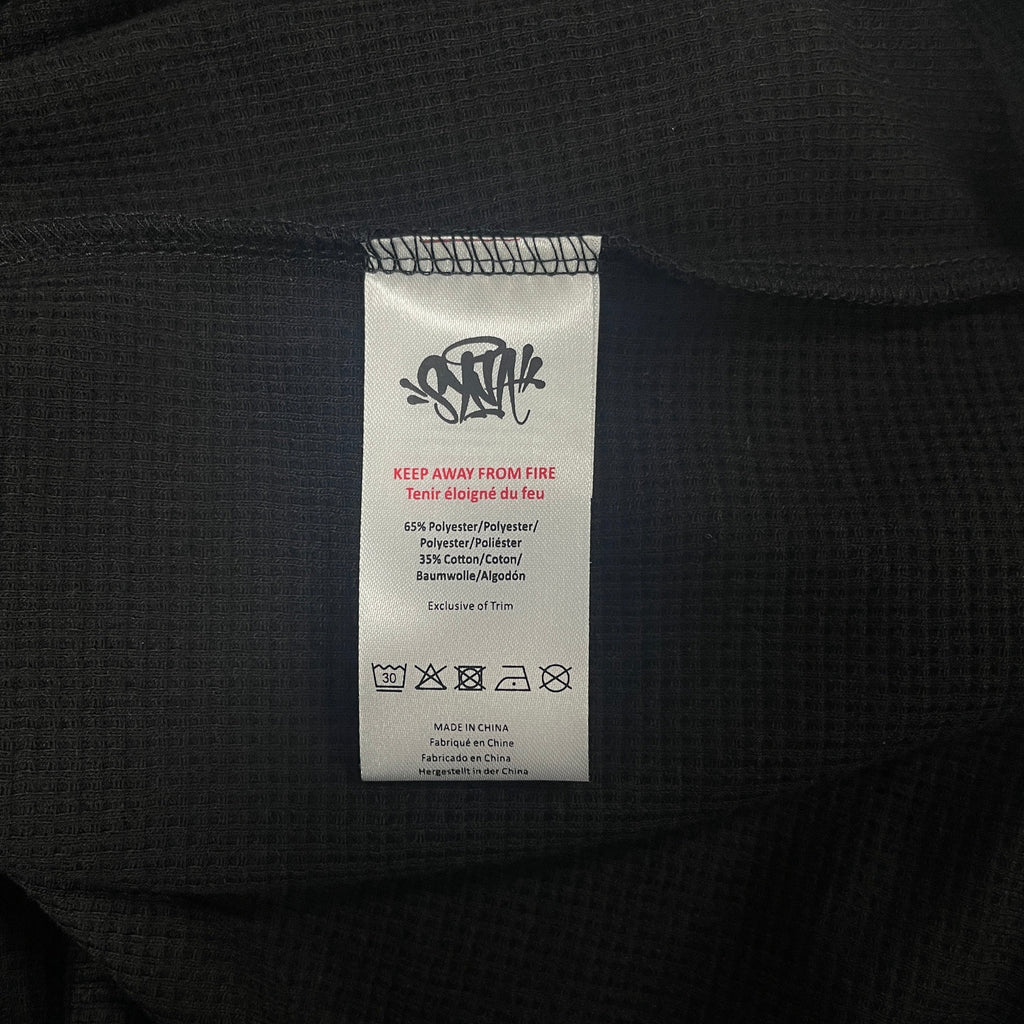 SYNA
KEEP AWAY FROM FIRE
Tenir éloigné du feu
65% Polyester/Polyester/
Polyester/Poliéster
35% Cotton/Coton/
Baumwolle/Algodón
Exclusive of Trim
30
MADE IN CHINA
Fabriqué en Chine
Fabricado en China
Hergestellt in der China